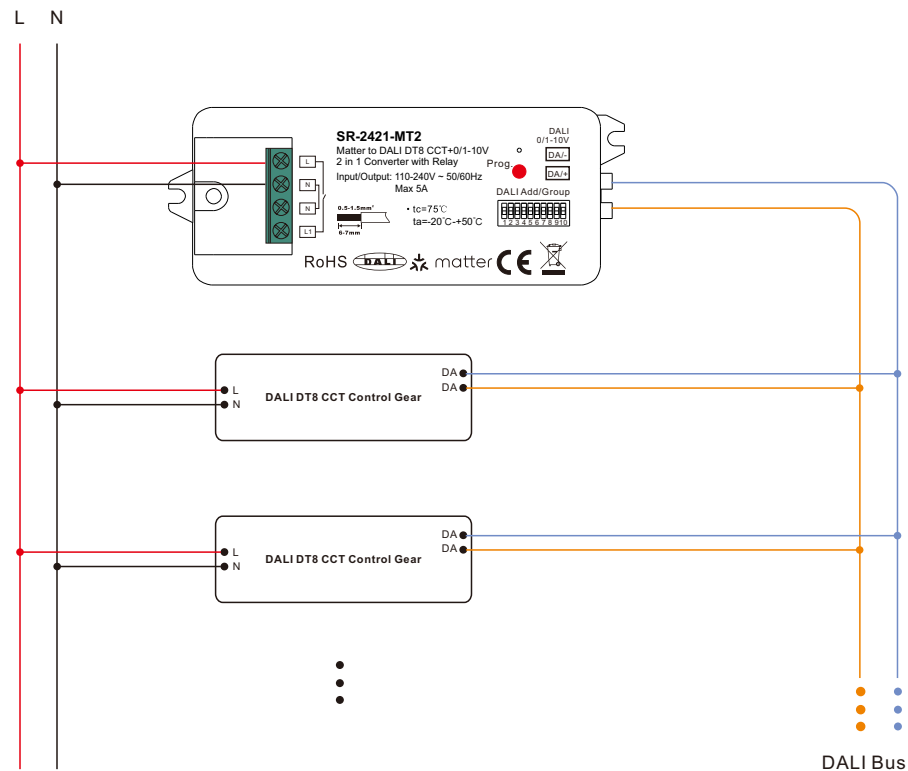 L N
SR-2421-MT2
Matter to DALI DT8 CCT+0/1-10V
2 in 1 Converter with Relay
Input/Output: 110-240V ~ 50/60Hz
Max 5A
0.5-1.5mm²
6-7mm
• tc=75℃
ta=-20℃-+50℃
L
N
N
L1
Prog.
DALI
0/1-10V
DA/-
DA/+
DALI Add/Group
1 2 3 4 5 6 7 8 9 10
RoHS DALI matter CE
L
N
DALI DT8 CCT Control Gear
DA
DA
L
N
DALI DT8 CCT Control Gear
DA
DA
DALI Bus